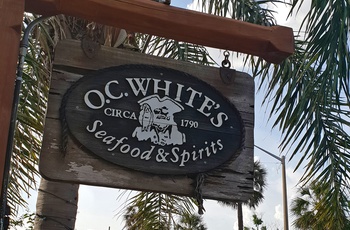 O.C. WHITE'S
CIRCA 1790
Seafood & Spirits